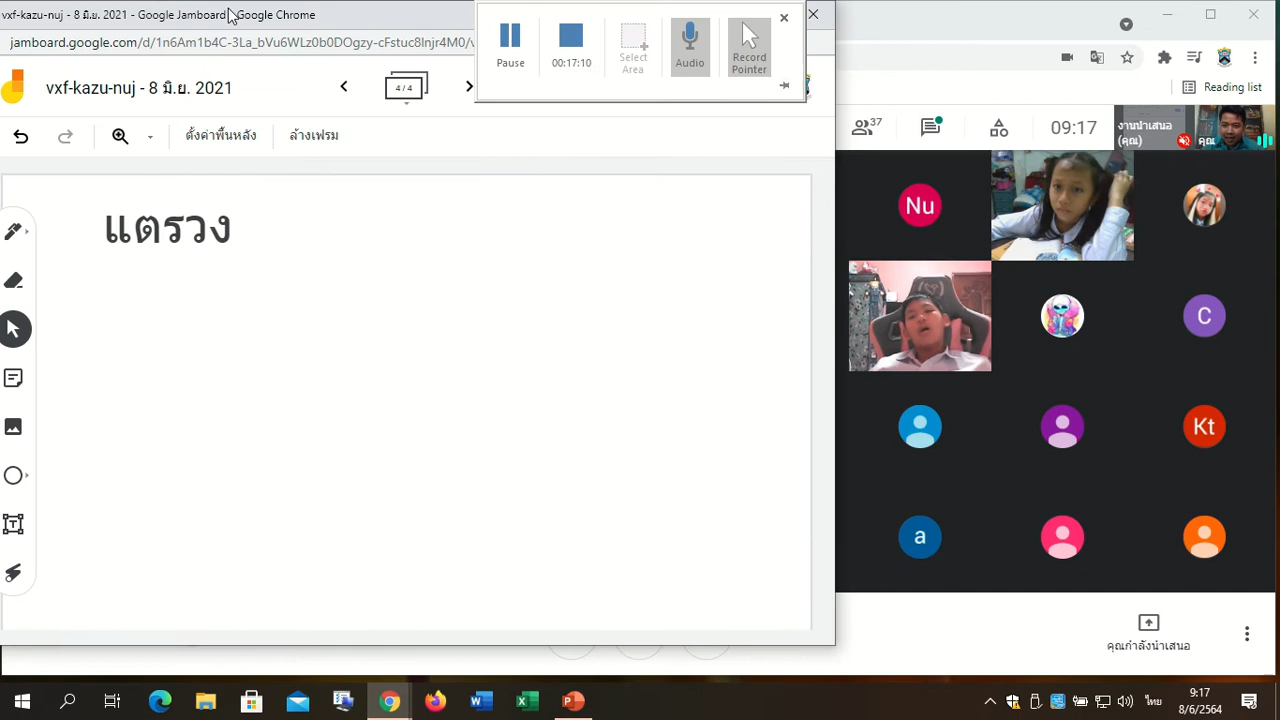 vxf-kazu-nuj - 8 มิ.ย. 2021 - Google Jamboard - Google Chrome
jamboard.google.com/d/1n6Am1b4C-3La_bVu6WLz0b0DOgzy-cFstuc8lnjr4M0/v
Pause
00:17:10
Select Area
Audio
Record Pointer
vxf-kazu-nuj - 8 มิ.ย. 2021
4 / 4
Reading list
ตั้งค่าพื้นหลัง
ล้างเฟรม
37
09:17
งานนำเสนอ (คุณ)
คุณ
แตรวง
Nu
C
Kt
a
คุณกำลังนำเสนอ
ไทย
9:17
8/6/2564